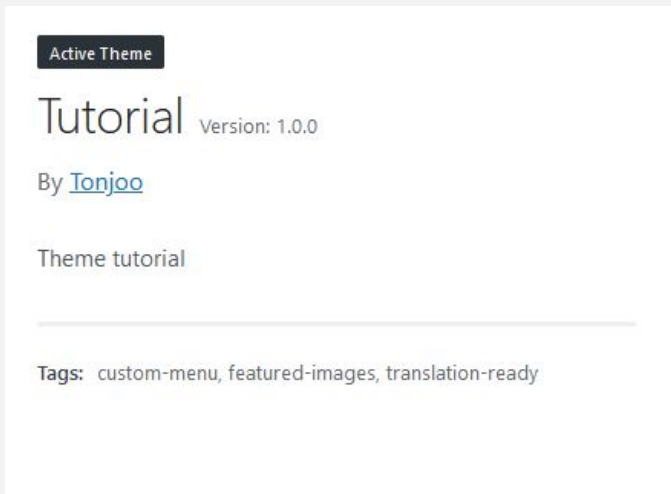 Active Theme
Tutorial Version: 1.0.0
By Tonjoo
Theme tutorial
Tags: custom-menu, featured-images, translation-ready